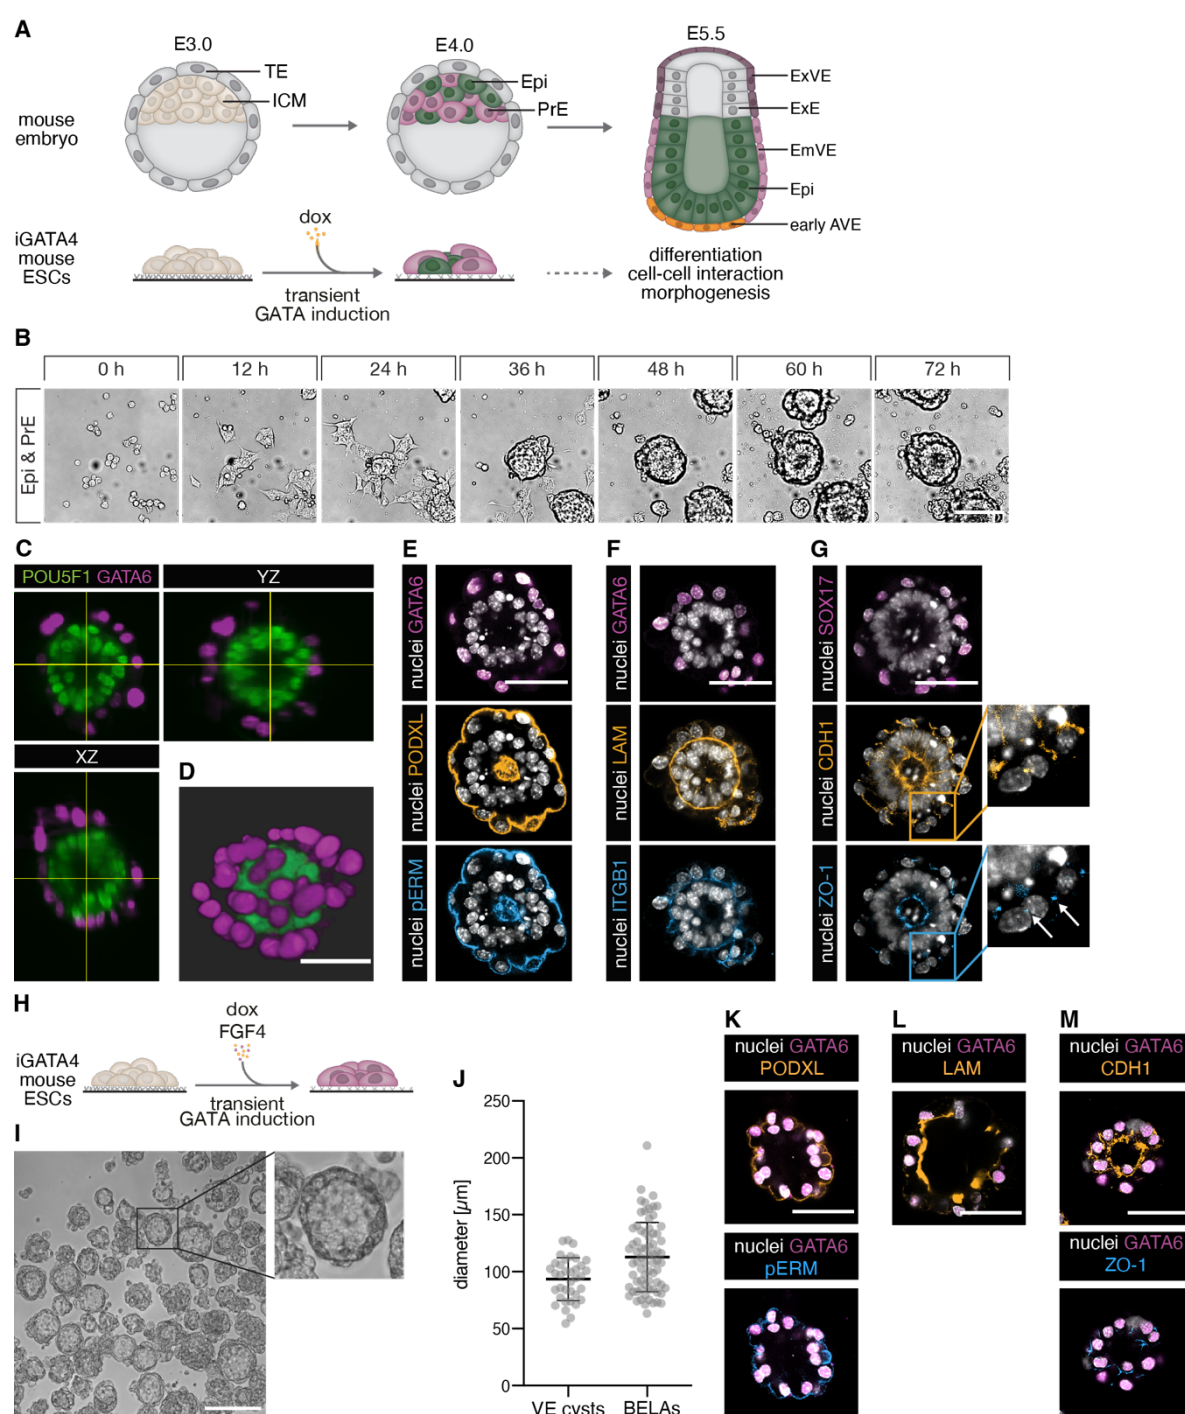 A
E3.0
E4.0
E5.5
TE
ICM
Epi
PrE
ExVE
ExE
EmVE
Epi
early AVE
mouse
embryo
iGATA4
mouse
ESCs
dox
transient
GATA induction
differentiation
cell-cell interaction
morphogenesis
B
0 h
12 h
24 h
36 h
48 h
60 h
72 h
Epi & PrE
C
POU5F1 GATA6
YZ
XZ
D
E
nuclei GATA6
nuclei PODXL
nuclei pERM
F
nuclei GATA6
nuclei LAM
nuclei ITGB1
G
nuclei SOX17
nuclei CDH1
nuclei ZO-1
H
iGATA4
mouse
ESCs
dox
FGF4
transient
GATA induction
I
J
diameter [µm]
250
200
150
100
50
0
VE cysts
BELAs
K
nuclei GATA6
PODXL
nuclei GATA6
pERM
L
nuclei GATA6
LAM
M
nuclei GATA6
CDH1
nuclei GATA6
ZO-1